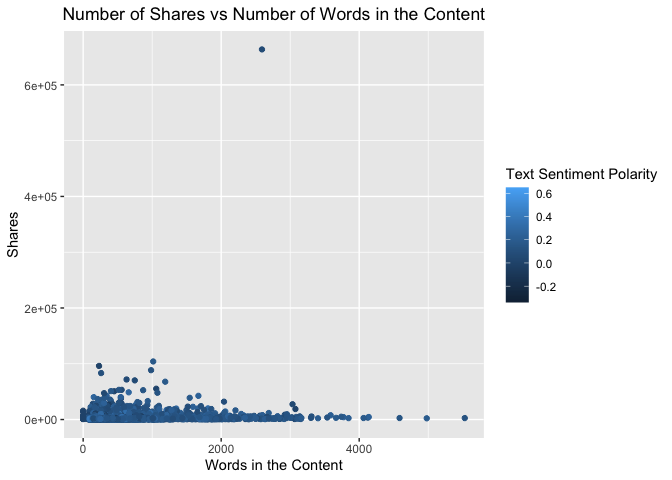 Number of Shares vs Number of Words in the Content
6e+05
4e+05
2e+05
0e+00
Shares
0
2000
4000
Words in the Content
Text Sentiment Polarity
0.6
0.4
0.2
0.0
-0.2